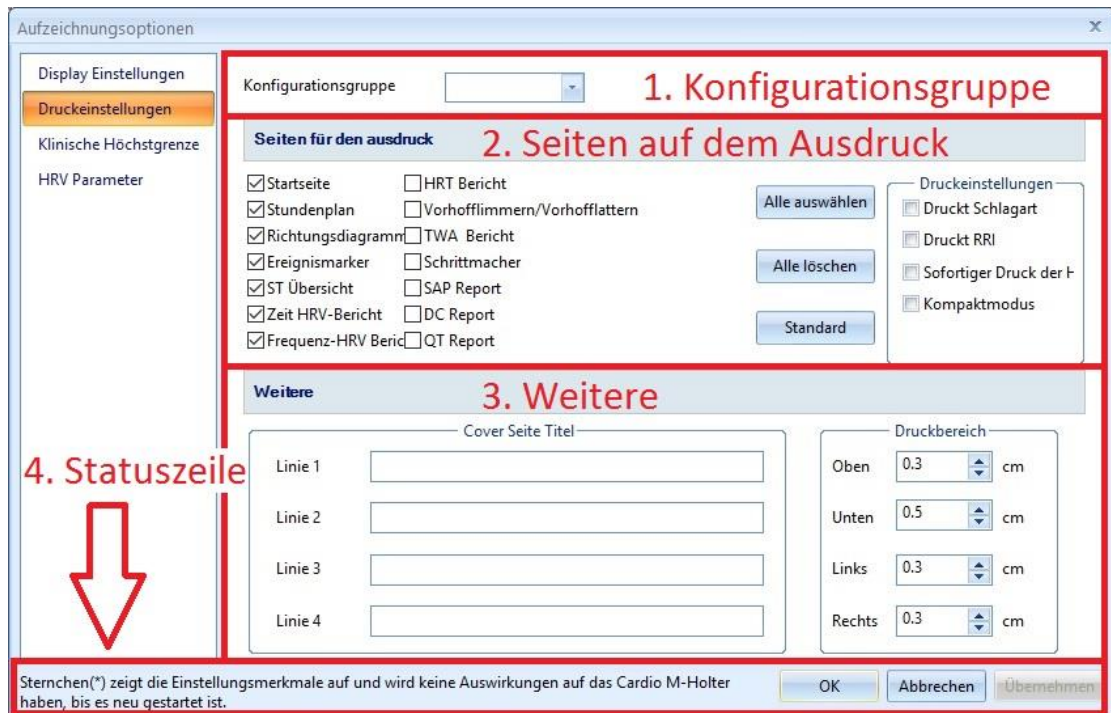 Aufzeichnungsoptionen
x
Display Einstellungen
Druckeinstellungen
Klinische Höchstgrenze
HRV Parameter
Konfigurationsgruppe
1. Konfigurationsgruppe
Seiten für den ausdruck
2. Seiten auf dem Ausdruck
Startseite
Stundenplan
Richtungsdiagramm
Ereignismarker
ST Übersicht
Zeit HRV-Bericht
Frequenz-HRV Beric
HRT Bericht
Vorhofflimmern/Vorhofflattern
TWA Bericht
Schrittmacher
SAP Report
DC Report
QT Report
Alle auswählen
Alle löschen
Standard
Druckeinstellungen
Druckt Schlagart
Druckt RRI
Sofortiger Druck der H
Kompaktmodus
Weitere
3. Weitere
Cover Seite Titel
Linie 1
Linie 2
Linie 3
Linie 4
Druckbereich
Oben 0.3 cm
Unten 0.5 cm
Links 0.3 cm
Rechts 0.3 cm
4. Statuszeile
Sternchen(*) zeigt die Einstellungsmerkmale auf und wird keine Auswirkungen auf das Cardio M-Holter
haben, bis es neu gestartet ist.
OK
Abbrechen
Übernehmen